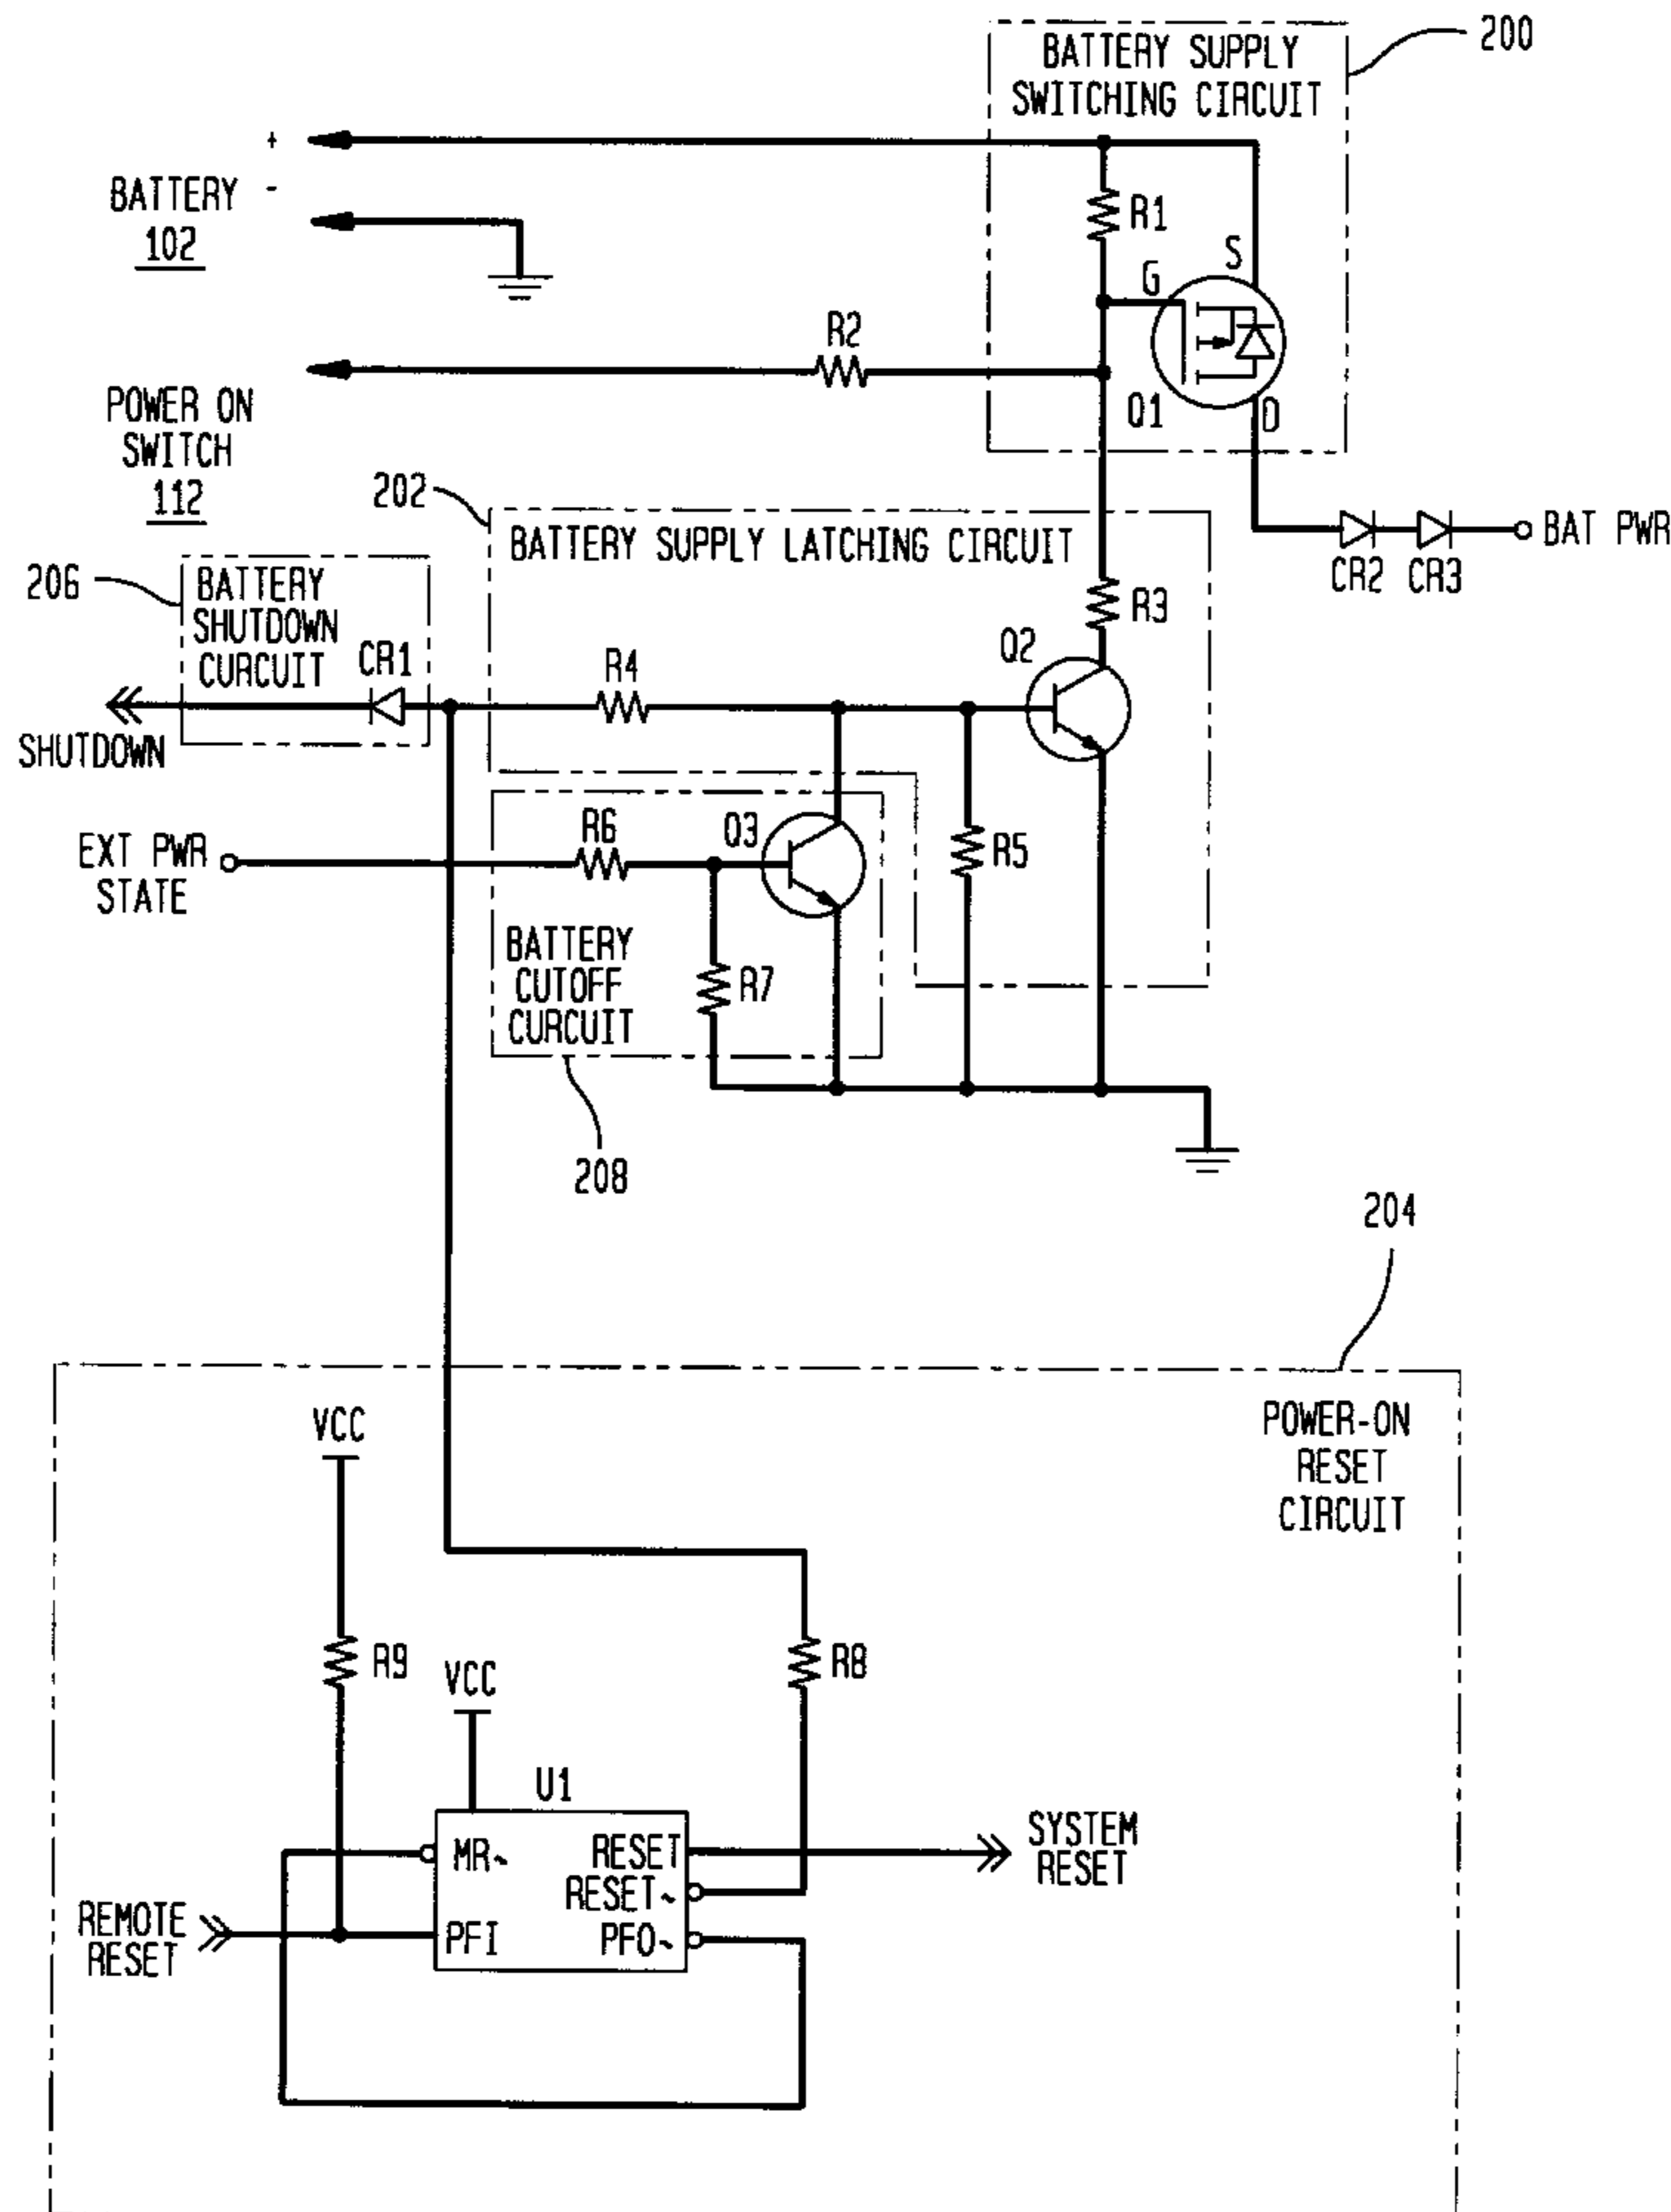 200
BATTERY SUPPLY
SWITCHING CIRCUIT
+
BATTERY -
102
R1
S
G
R2
Q1
D
POWER ON
SWITCH
112
202
BATTERY SUPPLY LATCHING CIRCUIT
BAT PWR
CR2 CR3
206
BATTERY
SHUTDOWN
CURCUIT
CR1
R3
Q2
R4
SHUTDOWN
R6
Q3
EXT PWR
STATE
R5
BATTERY
CUTOFF
CURCUIT
R7
208
204
VCC
POWER-ON
RESET
CIRCUIT
R9
VCC
R8
U1
MR~
RESET
SYSTEM
RESET
RESET~
REMOTE
RESET
PFI
PFO~